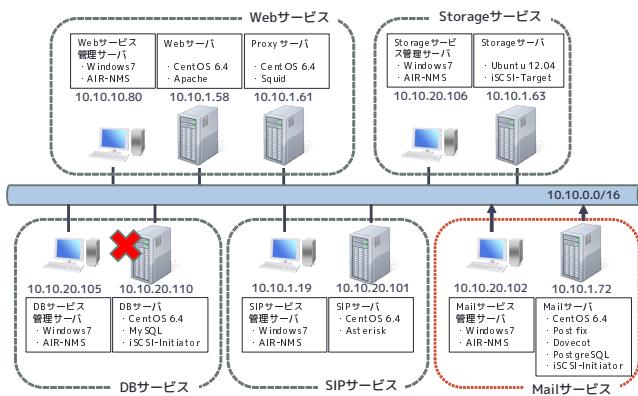 Webサービス
Storageサービス
Webサービス
管理サーバ
・Windows7
・AIR-NMS
Webサーバ
・CentOS 6.4
・Apache
Proxyサーバ
・CentOS 6.4
・Squid
Storageサービ
ス管理サーバ
・Windows7
・AIR-NMS
Storageサーバ
・Ubuntu 12.04
・iSCSI-Target
10.10.10.80
10.10.1.58
10.10.1.61
10.10.20.106
10.10.1.63
10.10.0.0/16
10.10.20.105
10.10.20.110
10.10.1.19
10.10.20.101
10.10.20.102
10.10.1.72
DBサービス
管理サーバ
・Windows7
・AIR-NMS
DBサーバ
・CentOS 6.4
・MySQL
・iSCSI-Initiator
SIPサービス
管理サーバ
・Windows7
・AIR-NMS
SIPサーバ
・CentOS 6.4
・Asterisk
Mailサービス
管理サーバ
・Windows7
・AIR-NMS
Mailサーバ
・CentOS 6.4
・Postfix
・Dovecot
・PostgreSQL
・iSCSI-Initiator
DBサービス
SIPサービス
Mailサービス